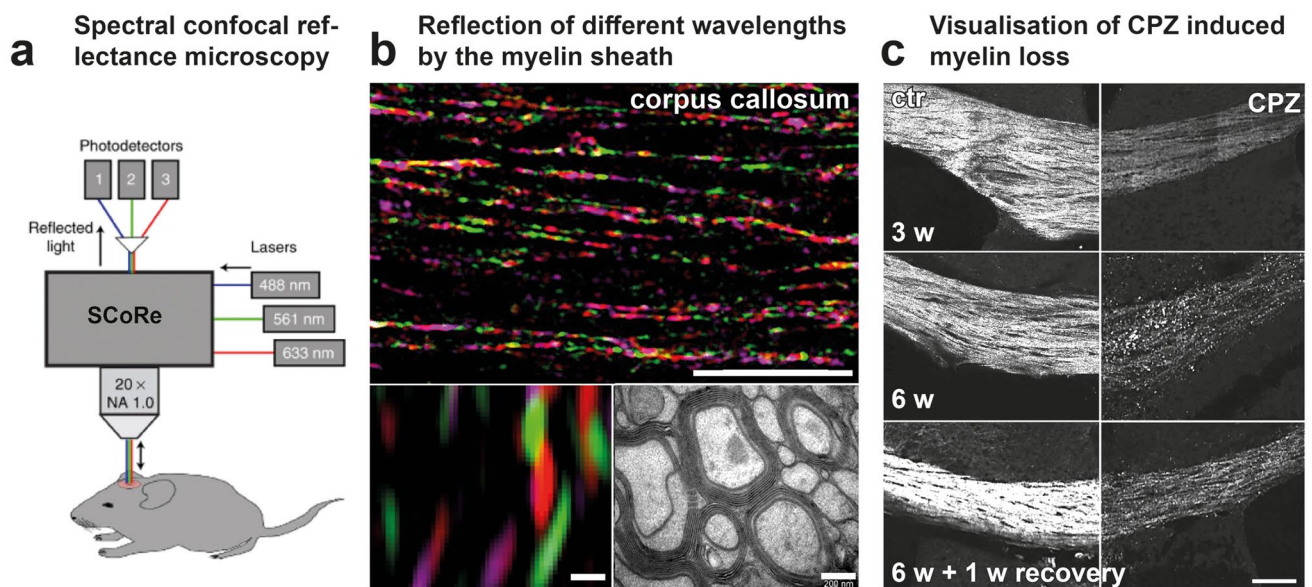 a
Spectral confocal ref-
lectance microscopy
Photodetectors
1 2 3
Reflected
light
Lasers
488 nm
SCoRe
561 nm
633 nm
20 ×
NA 1.0
b
Reflection of different wavelengths
by the myelin sheath
corpus callosum
200 nm
c
Visualisation of CPZ induced
myelin loss
ctr
CPZ
3 w
6 w
6 w + 1 w recovery